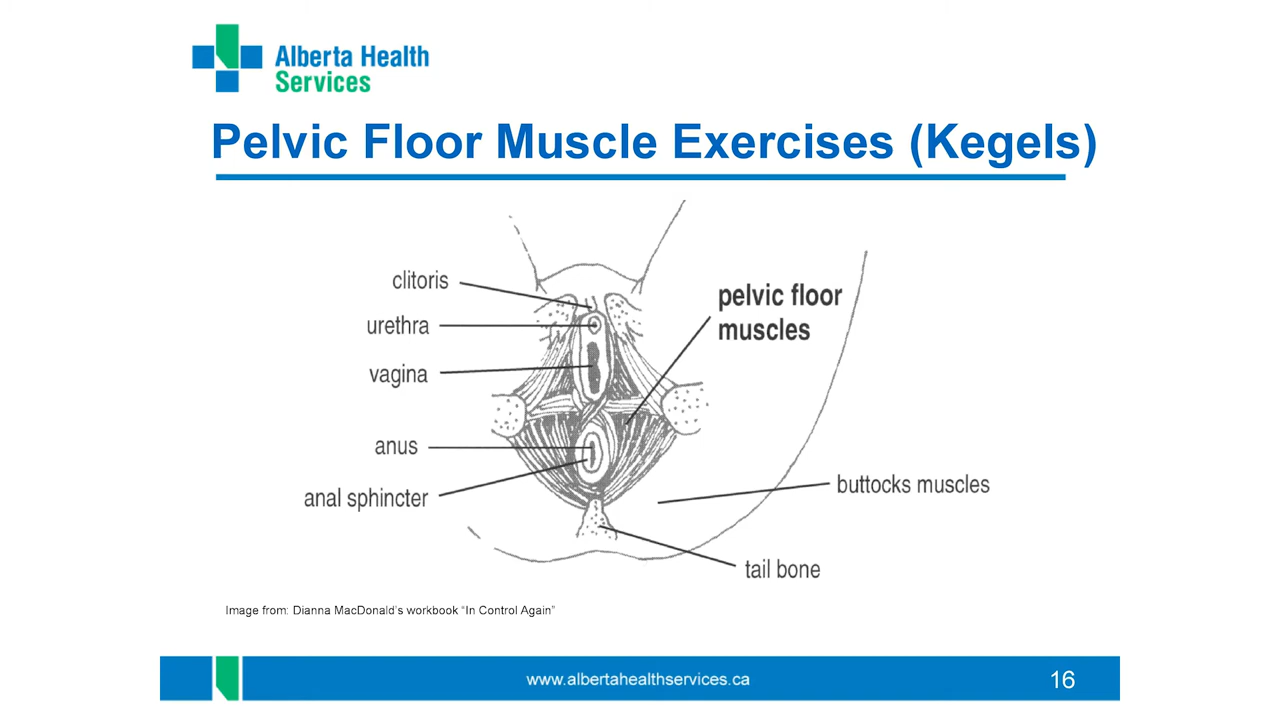 Alberta Health
Services
Pelvic Floor Muscle Exercises (Kegels)
clitoris
urethra
vagina
anus
anal sphincter
pelvic floor
muscles
buttocks muscles
tail bone
Image from: Dianna MacDonald's workbook “In Control Again”
www.albertahealthservices.ca
16